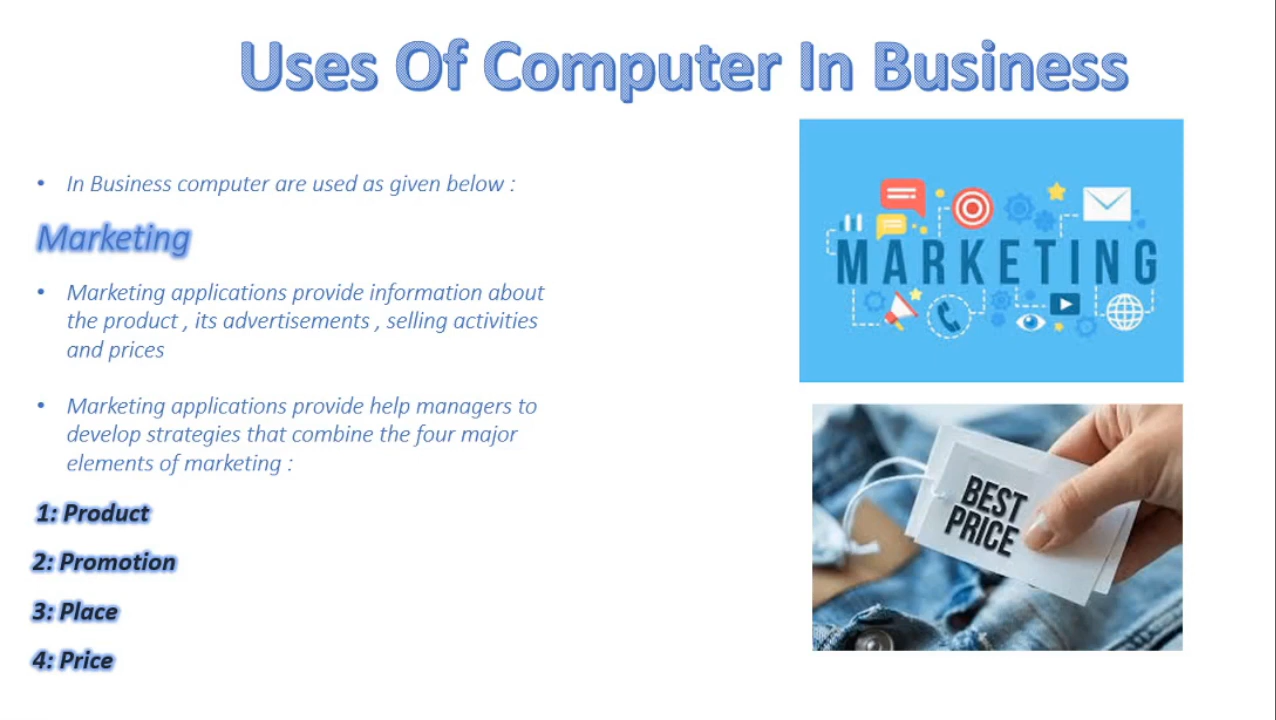 Uses Of Computer In Business
• In Business computer are used as given below :
Marketing
• Marketing applications provide information about
the product , its advertisements , selling activities
and prices
• Marketing applications provide help managers to
develop strategies that combine the four major
elements of marketing :
1: Product
2: Promotion
3: Place
4: Price
MARKETING
BEST
PRICE